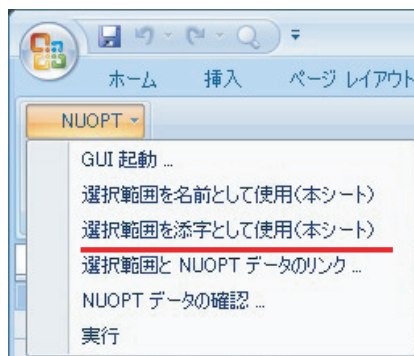 ホーム 挿入 ページ レイアウト
NUOPT
GUI 起動 ...
選択範囲を名前として使用(本シート)
選択範囲を添字として使用(本シート)
選択範囲と NUOPT データのリンク ...
NUOPT データの確認 ...
実行